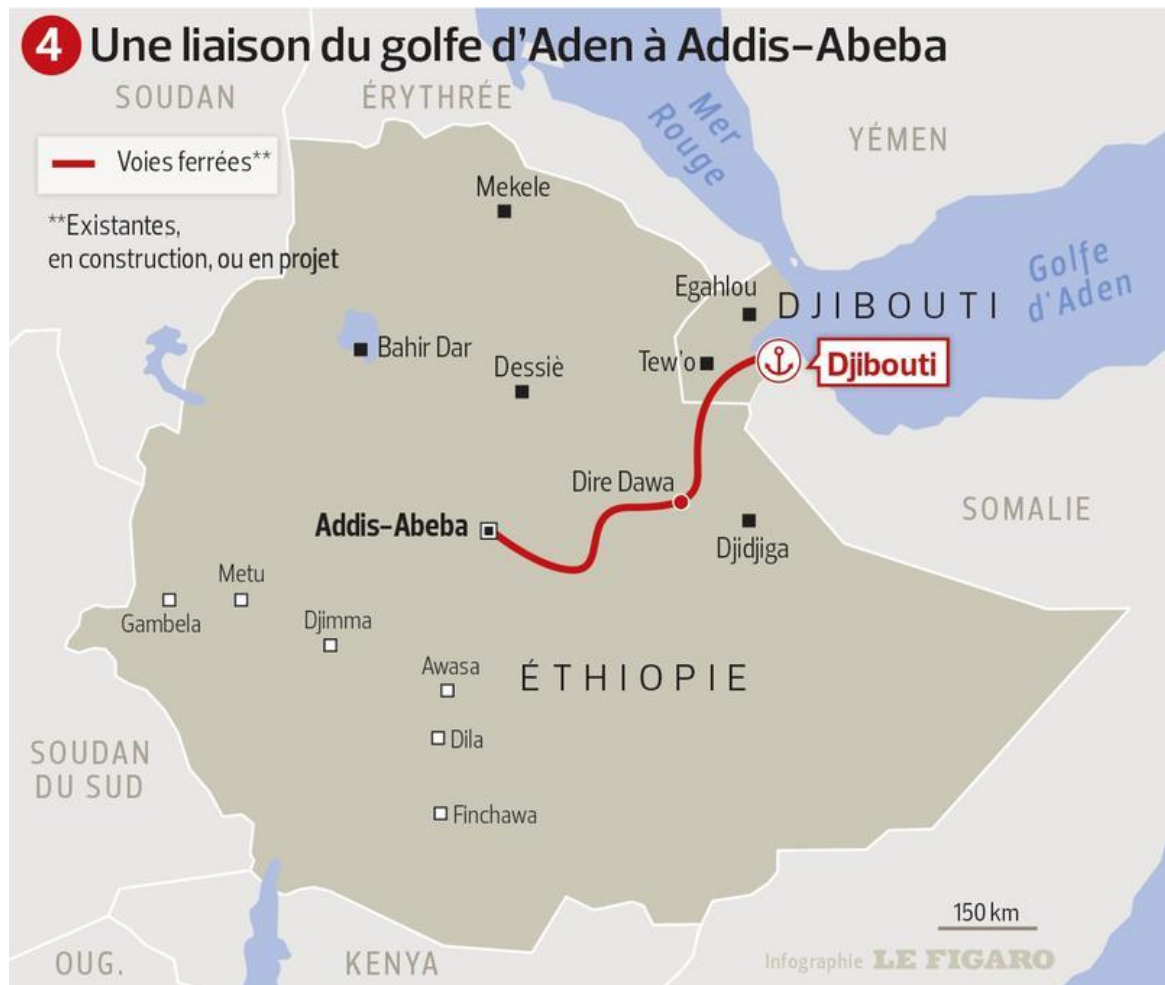 4 Une liaison du golfe d'Aden à Addis-Abeba
SOUDAN
ÉRYTHRÉE
Mer
Rouge
YÉMEN
Voies ferrées**
**Existantes,
en construction, ou en projet
Mekele
Golfe
d'Aden
Egahlou
DJIBOUTI
Bahir Dar
Dessiè
Tew'o
Djibouti
Dire Dawa
SOMALIE
Addis-Abeba
Djidjiga
Metu
Gambela
Djimma
Awasa
ÉTHIOPIE
Dila
SOUDAN
DU SUD
Finchawa
150 km
OUG.
KENYA
Infographie LE FIGARO